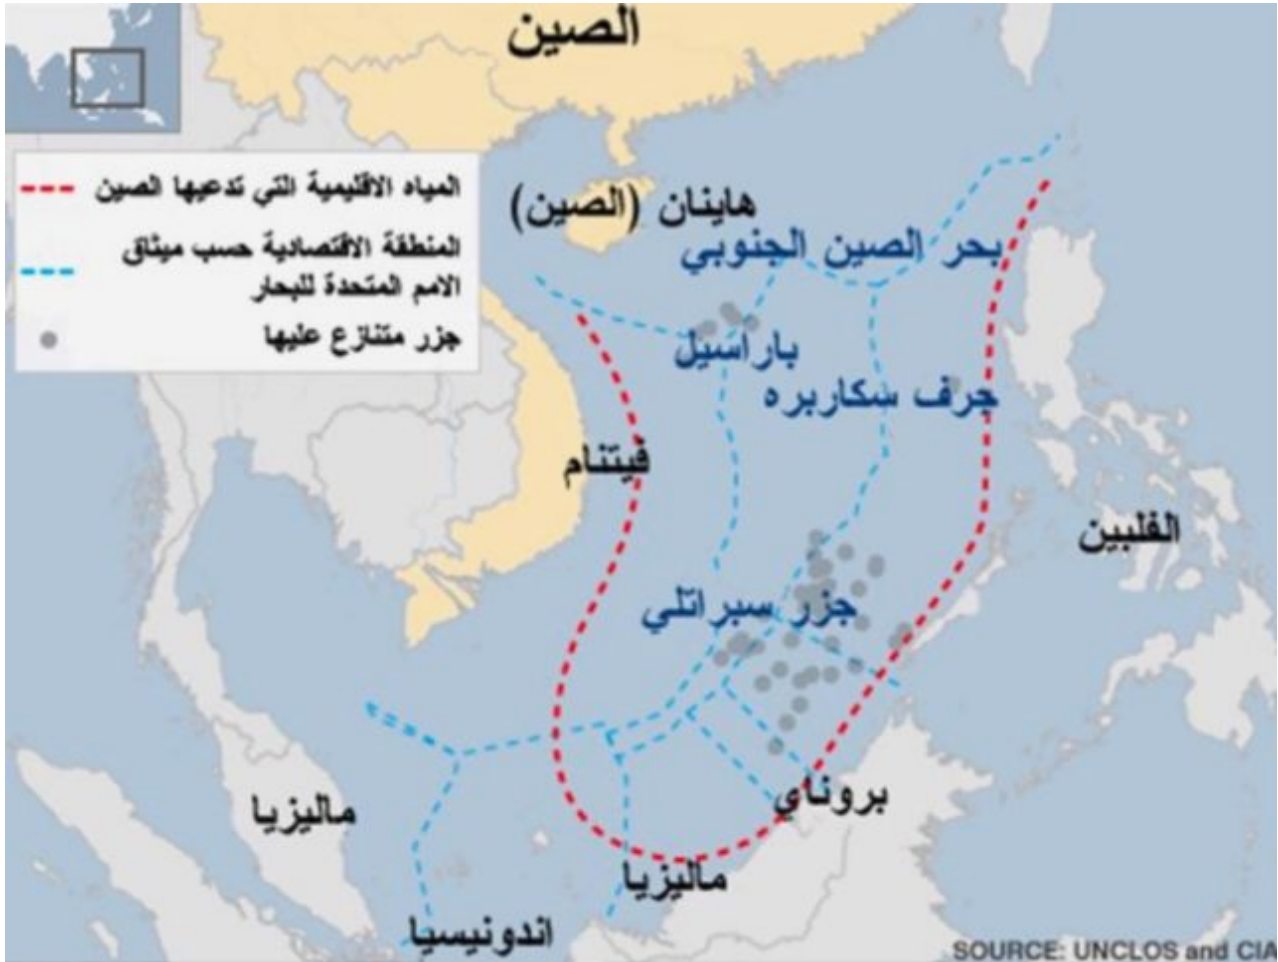 الصين
المياه الاقليمية التي تدعيها الصين
المنطقة الاقتصادية حسب ميثاق
الامم المتحدة للبحار
جزر متنازع عليها
هاينان (الصين)
بحر الصين الجنوبي
باراسيل
جرف سكاربره
فيتنام
الفلبين
جزر سبراتلي
بروناي
ماليزيا
ماليزيا
اندونيسيا
SOURCE: UNCLOS and CIA